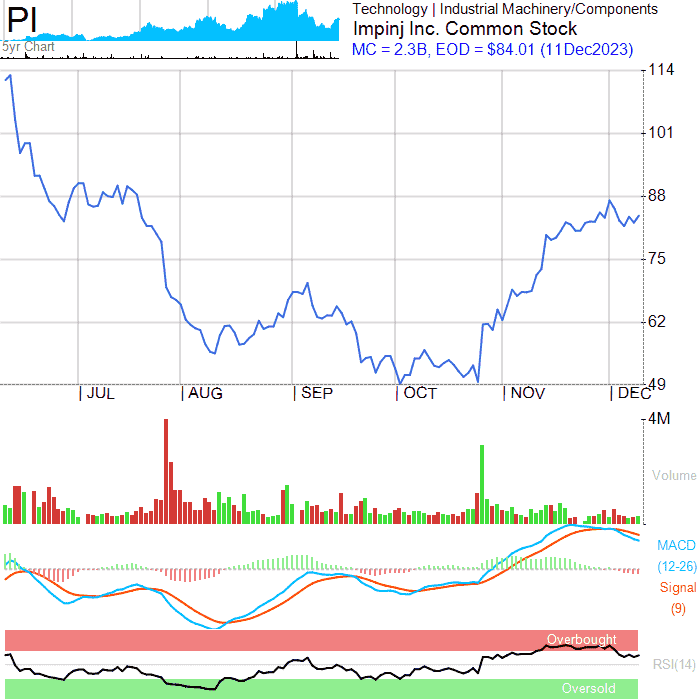 PI
Technology | Industrial Machinery/Components
Impinj Inc. Common Stock
MC = 2.3B, EOD = $84.01 (11Dec2023)
5yr Chart
114
101
88
75
62
49
JUL
AUG
SEP
OCT
NOV
DEC
4M
Volume
MACD
(12-26)
Signal
(9)
Overbought
RSI(14)
Oversold